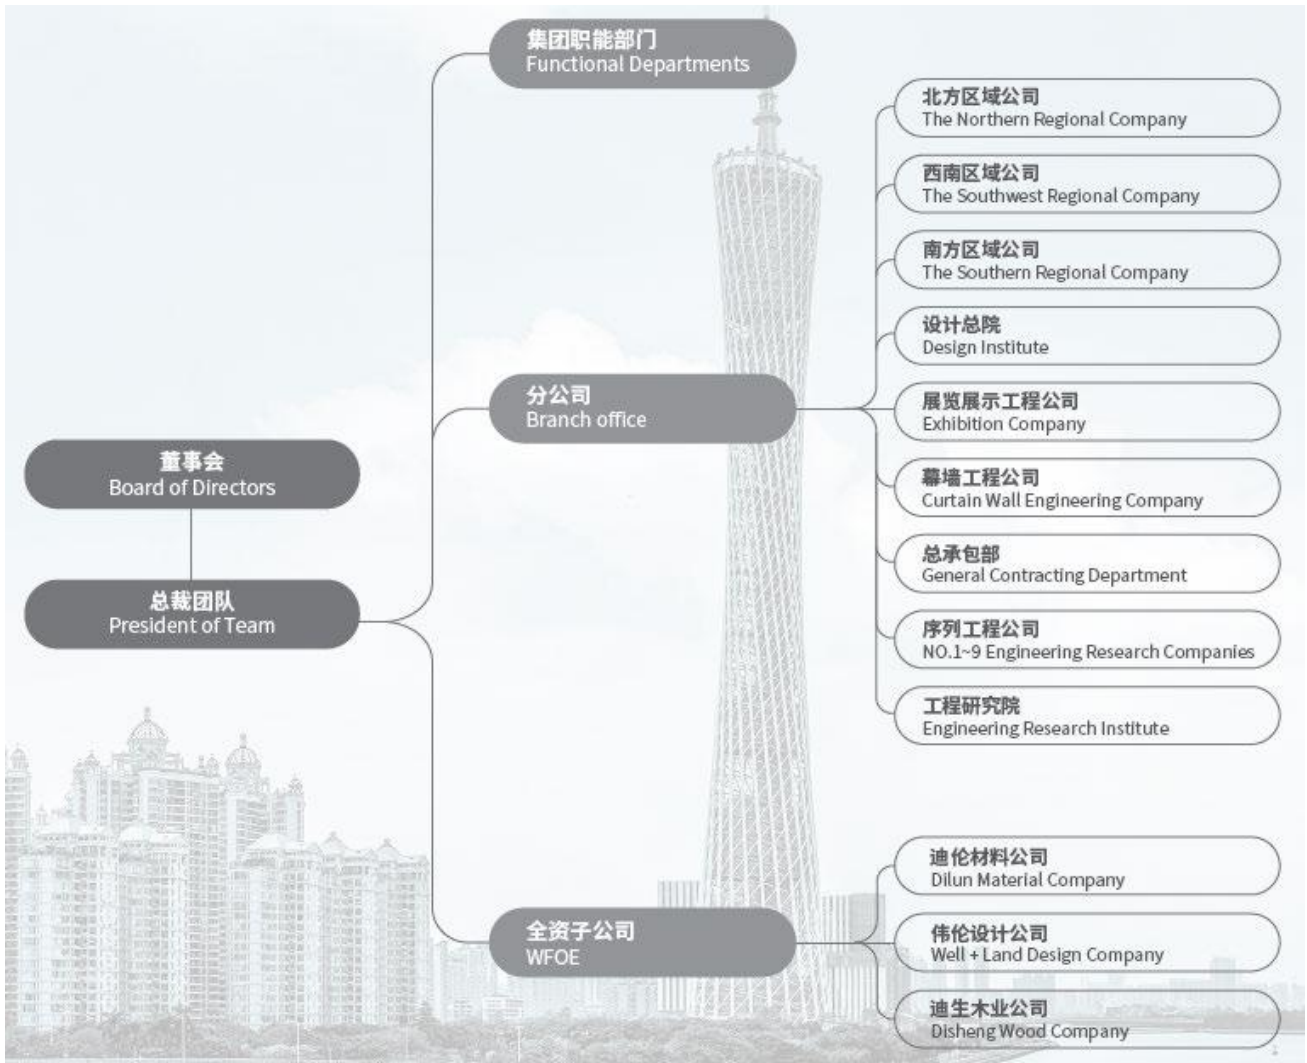 集团职能部门
Functional Departments
北方区域公司
The Northern Regional Company
西南区域公司
The Southwest Regional Company
南方区域公司
The Southern Regional Company
设计总院
Design Institute
分公司
Branch office
展览展示工程公司
Exhibition Company
董事会
Board of Directors
幕墙工程公司
Curtain Wall Engineering Company
总承包部
General Contracting Department
总裁团队
President of Team
序列工程公司
NO.1~9 Engineering Research Companies
工程研究院
Engineering Research Institute
迪伦材料公司
Dilun Material Company
全资子公司
WFOE
伟伦设计公司
Well + Land Design Company
迪生木业公司
Disheng Wood Company